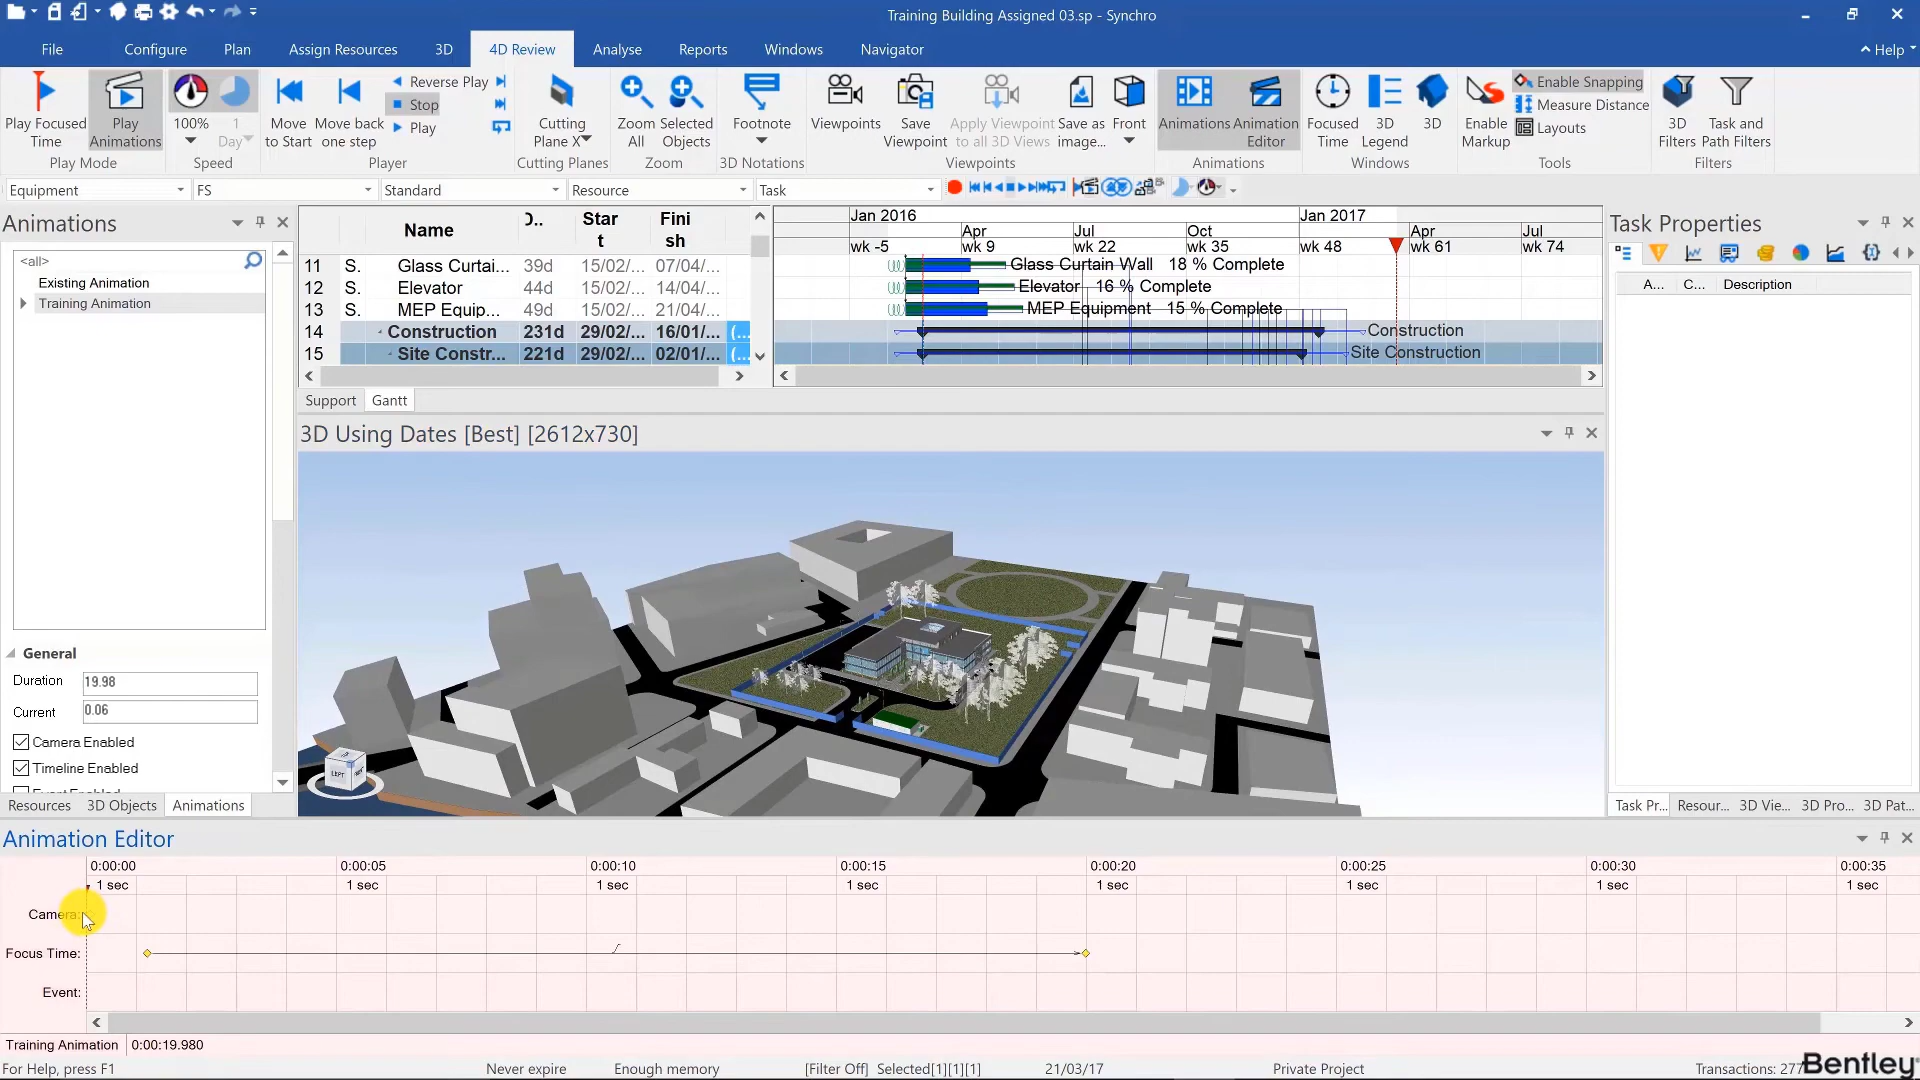 Training Building Assigned 03.sp - Synchro
File Configure Plan Assign Resources 3D 4D Review Analyse Reports Windows Navigator Help
Play Focused Time
Play Animations
Play Mode
100%
1 Day
Speed
Move to Start
Move back one step
Reverse Play
Stop
Play
Player
Cutting Plane X
Cutting Planes
Zoom All
Selected Objects
Zoom
Footnote
3D Notations
Viewpoints
Save Viewpoint
Apply Viewpoint to all 3D Views
Save as image...
Front
Viewpoints
Animations
Animation Editor
Animations
Focused Time
3D Legend
3D
Windows
Enable Markup
Enable Snapping
Measure Distance
Layouts
Tools
3D Filters
Task and Path Filters
Filters
Equipment FS Standard Resource Task
Animations
<all>
Existing Animation
Training Animation
General
Duration 19.98
Current 0.06
Camera Enabled
Timeline Enabled
Resources 3D Objects Animations
Name D.. Start Finish
11 S. Glass Curtai... 39d 15/02/... 07/04/...
12 S. Elevator 44d 15/02/... 14/04/...
13 S. MEP Equip... 49d 15/02/... 21/04/...
14 Construction 231d 29/02/... 16/01/... (...
15 Site Constr... 221d 29/02/... 02/01/... (...
Support Gantt
Jan 2016 Jan 2017
Apr Jul Oct Apr Jul
wk -5 wk 9 wk 22 wk 35 wk 48 wk 61 wk 74
Glass Curtain Wall 18 % Complete
Elevator 16 % Complete
MEP Equipment 15 % Complete
Construction
Site Construction
3D Using Dates [Best] [2612x730]
LEFT
Task Properties
A... C... Description
Task Pr... Resour... 3D Vie... 3D Pro... 3D Pat...
Animation Editor
0:00:00 0:00:05 0:00:10 0:00:15 0:00:20 0:00:25 0:00:30 0:00:35
1 sec 1 sec 1 sec 1 sec 1 sec 1 sec 1 sec 1 sec
Camera:
Focus Time:
Event:
Training Animation 0:00:19.980
For Help, press F1 Never expire Enough memory [Filter Off] Selected[1][1][1] 21/03/17 Private Project Transactions: 277
Bentley